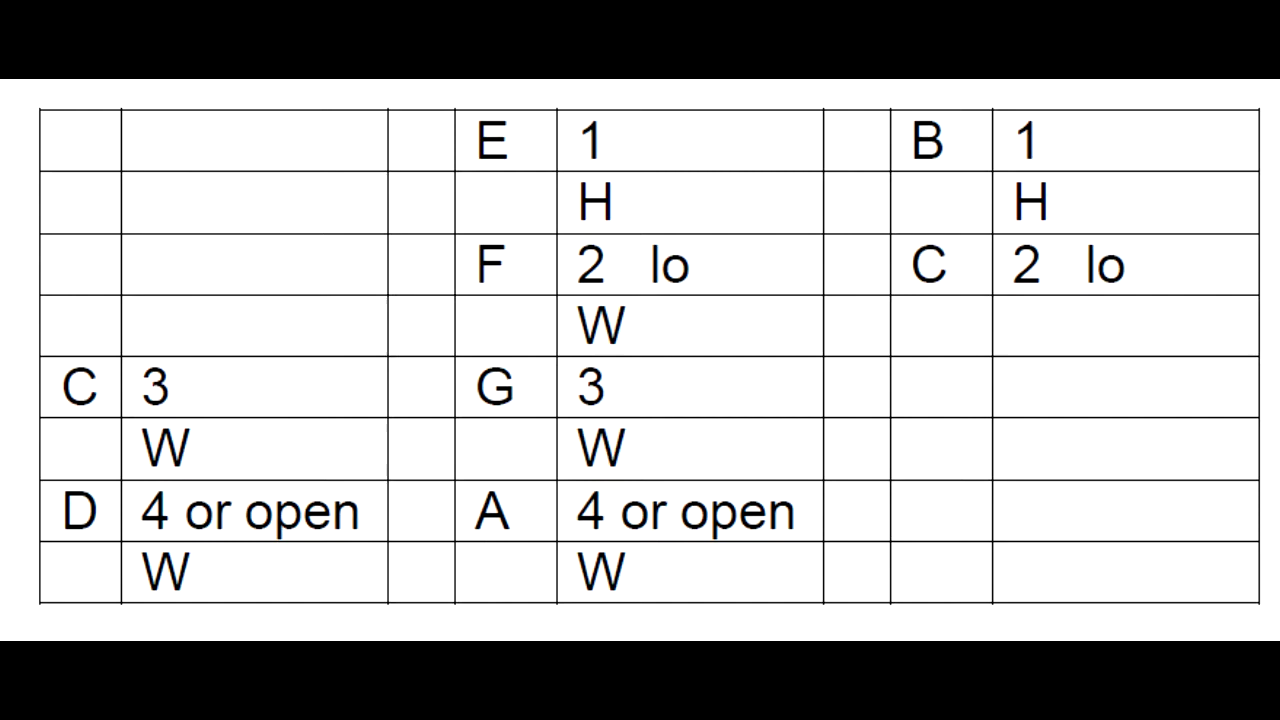 E 1 B 1
H H
F 2 lo C 2 lo
W
C 3 G 3
W W
D 4 or open A 4 or open
W W